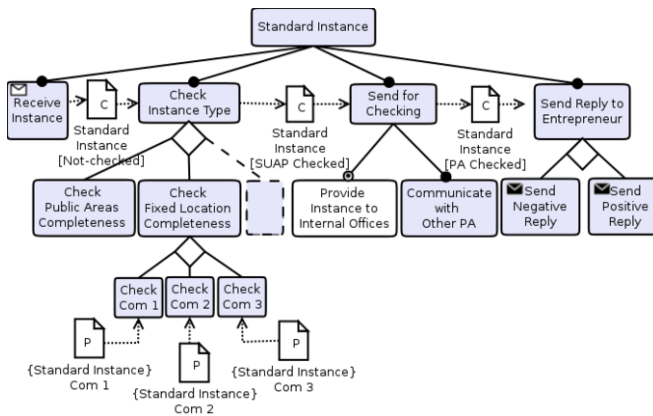 Standard Instance
Receive
Instance
C
Standard
Instance
[Not-checked]
Check
Instance Type
C
Standard
Instance
[SUAP Checked]
Send for
Checking
C
Standard
Instance
[PA Checked]
Send Reply to
Entrepreneur
Check
Public Areas
Completeness
Check
Fixed Location
Completeness
Provide
Instance to
Internal Offices
Communicate
with
Other PA
Send
Negative
Reply
Send
Positive
Reply
Check
Com 1
Check
Com 2
Check
Com 3
P
{Standard Instance}
Com 1
P
{Standard Instance}
Com 2
P
{Standard Instance}
Com 3